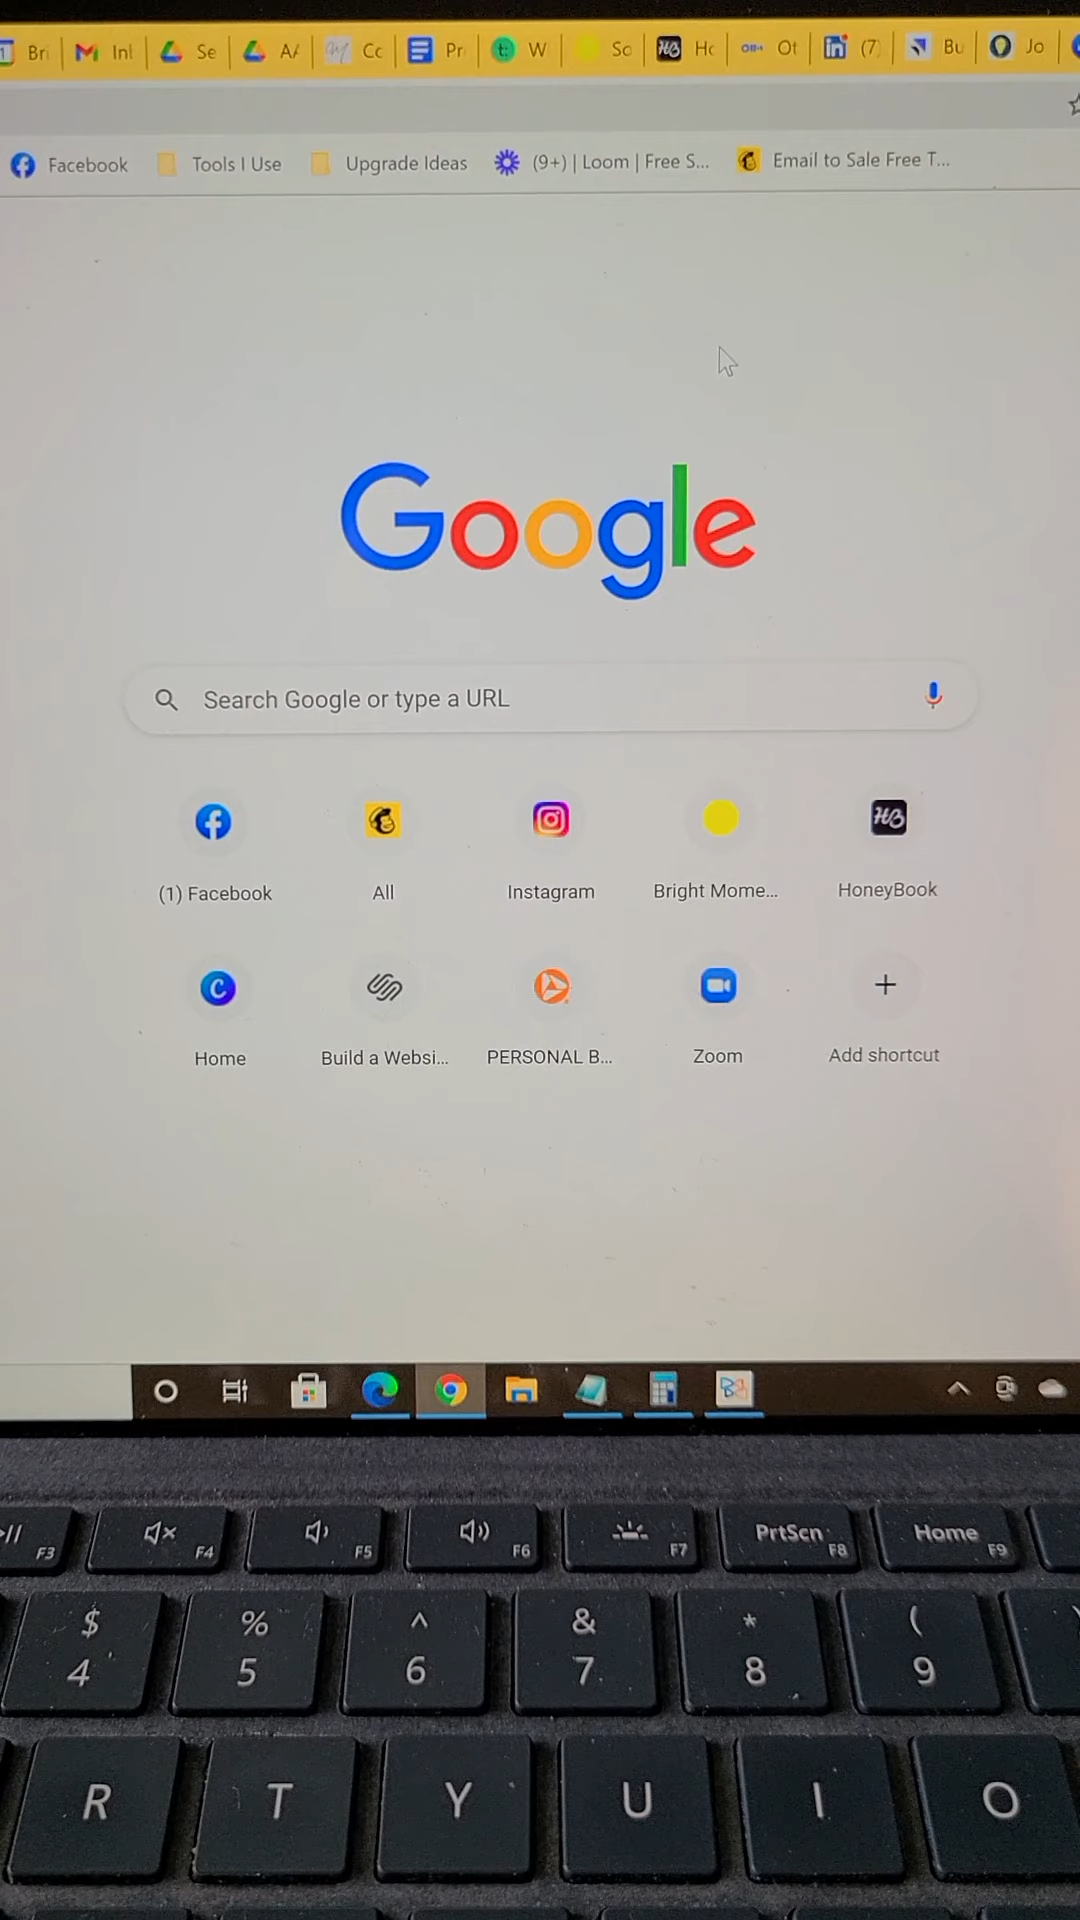 Bri Inl Se AA Cc Pr W Sc Hc Ot (7) Bu Jo
Facebook Tools I Use Upgrade Ideas (9+) | Loom | Free S... Email to Sale Free T...
Google
Search Google or type a URL
(1) Facebook All Instagram Bright Mome... HoneyBook
Home Build a Websi... PERSONAL B... Zoom Add shortcut
F3 F4 F5 F6 F7 PrtScn F8 Home F9
$ % ^ & * (
4 5 6 7 8 9
R T Y U I O